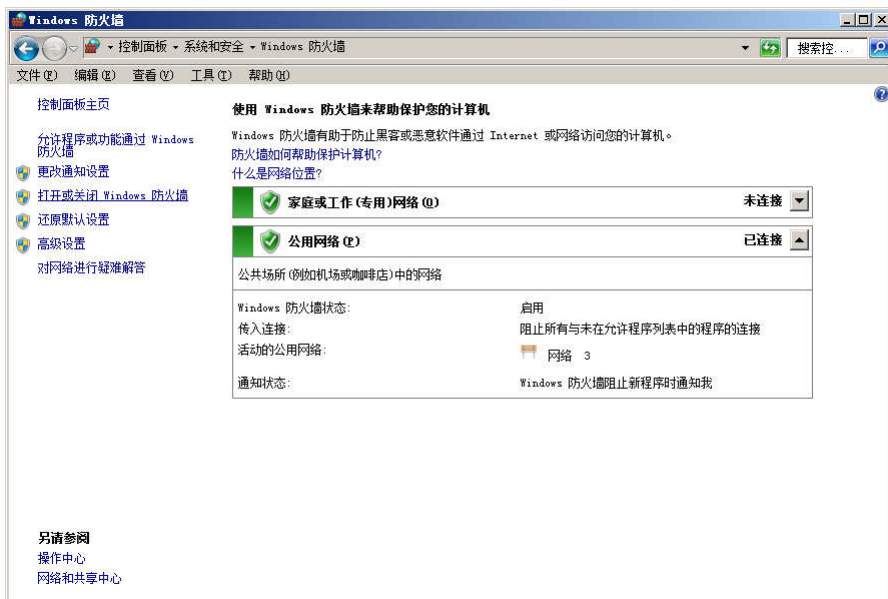 Windows 防火墙
控制面板 系统和安全 Windows 防火墙
搜索控...
文件(F) 编辑(E) 查看(V) 工具(T) 帮助(H)
控制面板主页
允许程序或功能通过 Windows
防火墙
更改通知设置
打开或关闭 Windows 防火墙
还原默认设置
高级设置
对网络进行疑难解答
使用 Windows 防火墙来帮助保护您的计算机
Windows 防火墙有助于防止黑客或恶意软件通过 Internet 或网络访问您的计算机。
防火墙如何帮助保护计算机?
什么是网络位置?
家庭或工作(专用)网络(O) 未连接
公用网络(P) 已连接
公共场所(例如机场或咖啡店)中的网络
Windows 防火墙状态: 启用
传入连接: 阻止所有与未在允许程序列表中的程序的连接
活动的公用网络: 网络 3
通知状态: Windows 防火墙阻止新程序时通知我
另请参阅
操作中心
网络和共享中心